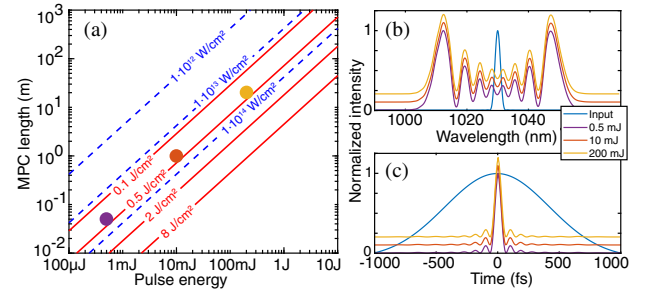 (a)
MPC length (m)
10³
10²
10¹
10⁰
10⁻¹
10⁻²
1·10¹² W/cm²
1·10¹³ W/cm²
1·10¹⁴ W/cm²
0.1 J/cm²
0.5 J/cm²
2 J/cm²
8 J/cm²
100µJ 1mJ 10mJ 100mJ 1J 10J
Pulse energy
(b)
Normalized intensity
1
0.5
0
1000 1020 1040
Wavelength (nm)
Input
0.5 mJ
10 mJ
200 mJ
(c)
1
0.5
0
-1000 -500 0 500 1000
Time (fs)